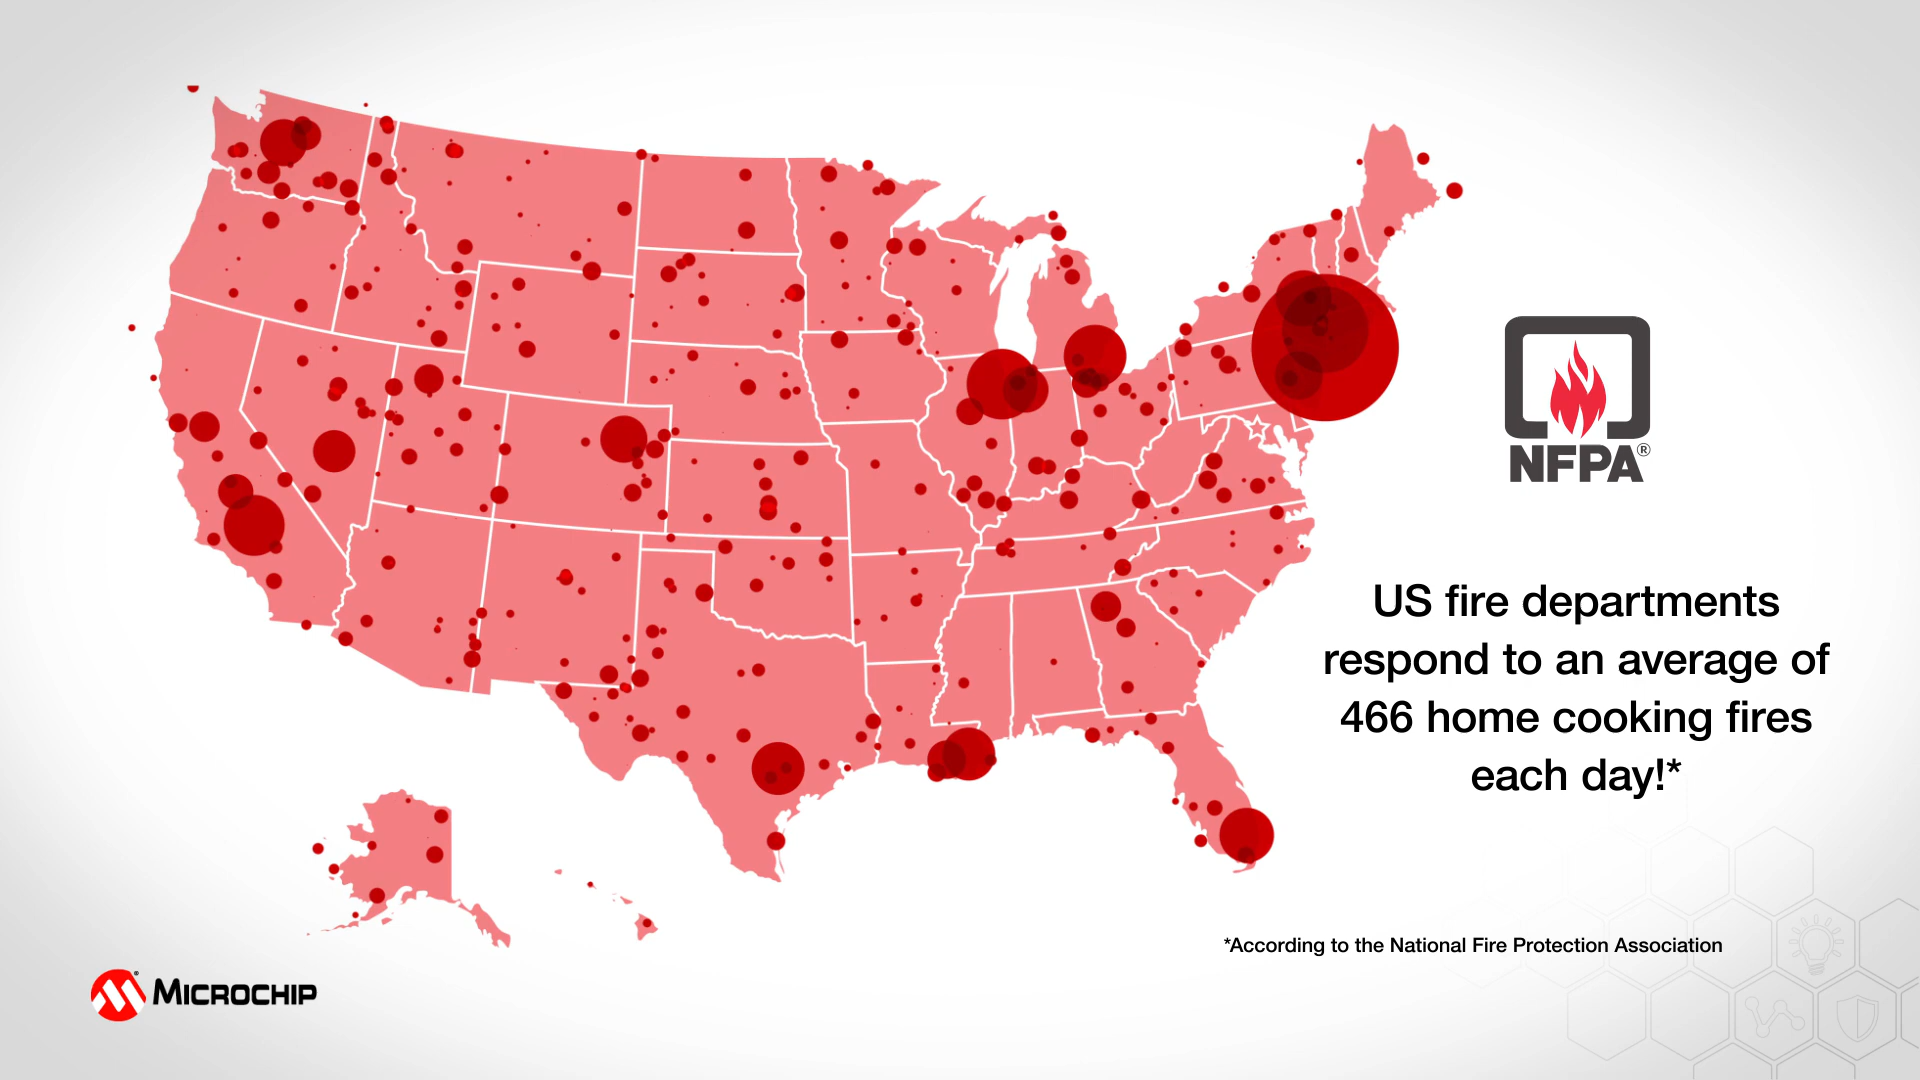 NFPA®
US fire departments
respond to an average of
466 home cooking fires
each day!*
*According to the National Fire Protection Association
MICROCHIP